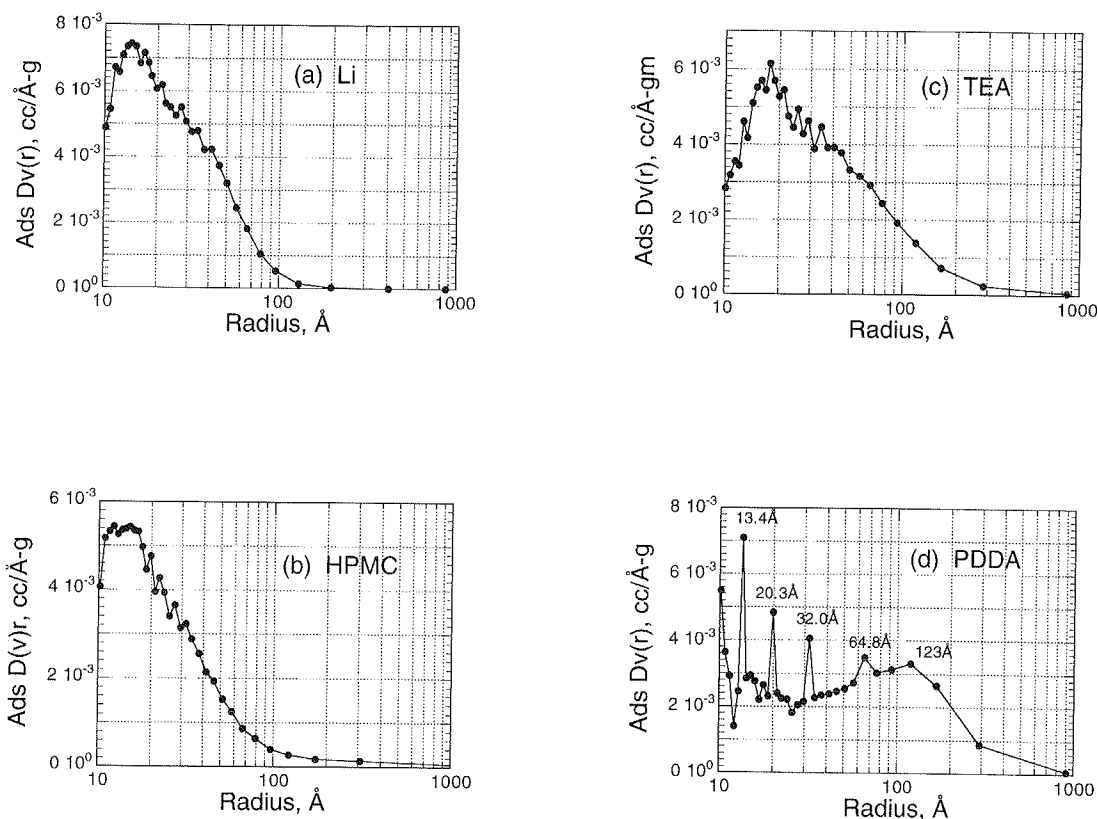 8 10⁻³
6 10⁻³
4 10⁻³
2 10⁻³
0 10⁰
Ads Dv(r), cc/Å-g
(a) Li
10
100
1000
Radius, Å
6 10⁻³
4 10⁻³
2 10⁻³
0 10⁰
Ads Dv(r), cc/Å-gm
(c) TEA
10
100
1000
Radius, Å
6 10⁻³
4 10⁻³
2 10⁻³
0 10⁰
Ads D(v)r, cc/Å-g
(b) HPMC
10
100
1000
Radius, Å
8 10⁻³
6 10⁻³
4 10⁻³
2 10⁻³
0 10⁰
Ads Dv(r), cc/Å-g
13.4Å
(d) PDDA
20.3Å
32.0Å
64.8Å
123Å
10
100
1000
Radius, Å